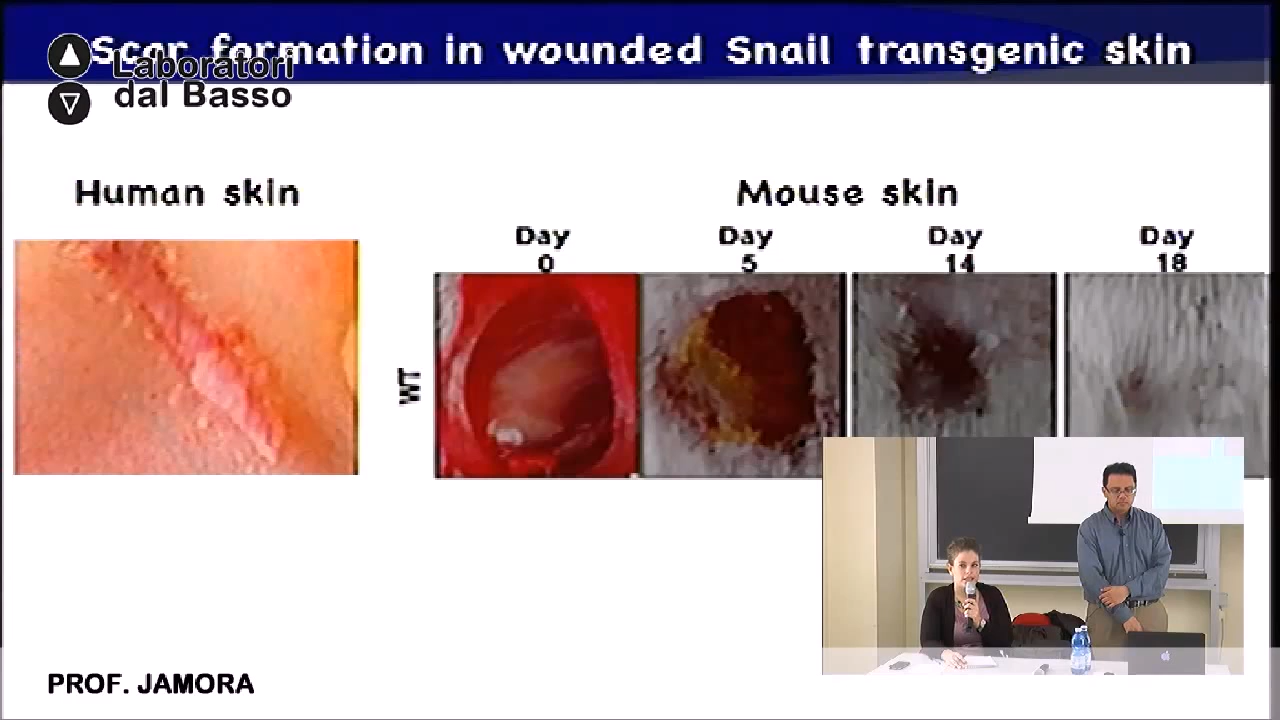 Scar formation in wounded Snail transgenic skin
Laboratori
dal Basso
Human skin
Mouse skin
Day Day Day Day
0 5 14 18
WT
PROF. JAMORA